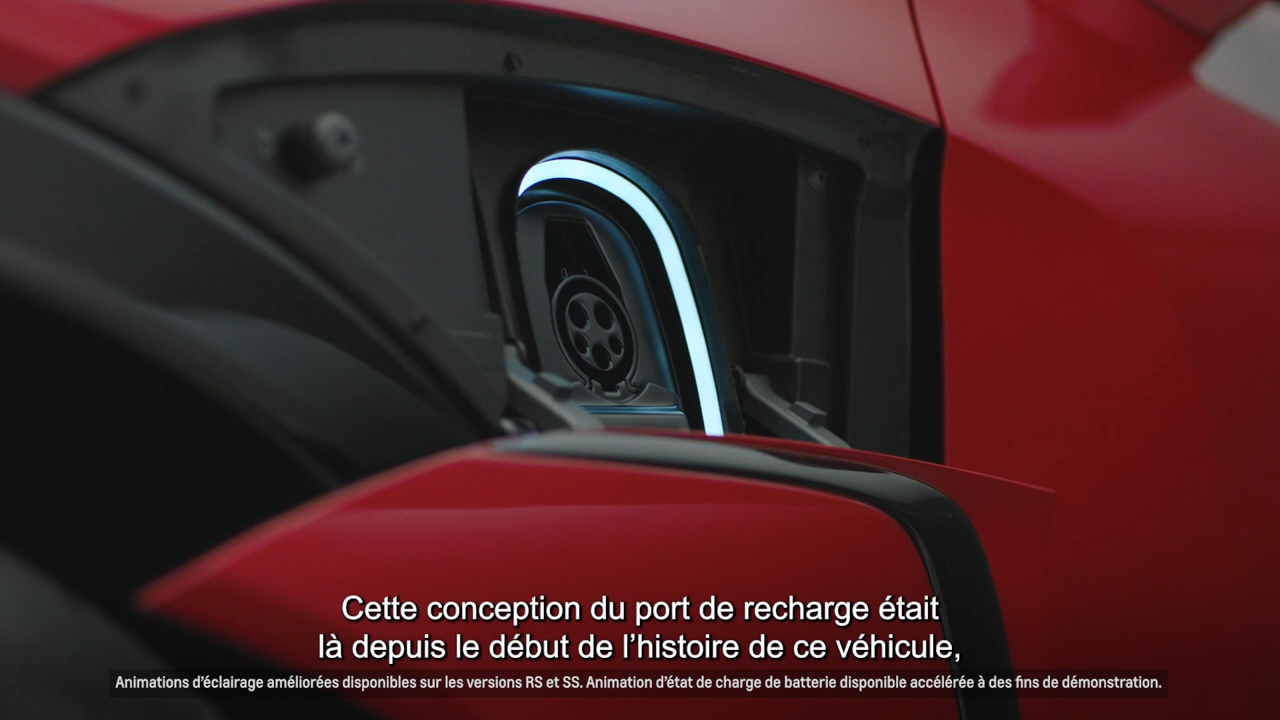 Cette conception du port de recharge était
là depuis le début de l’histoire de ce véhicule,
Animations d’éclairage améliorées disponibles sur les versions RS et SS. Animation d’état de charge de batterie disponible accélérée à des fins de démonstration.